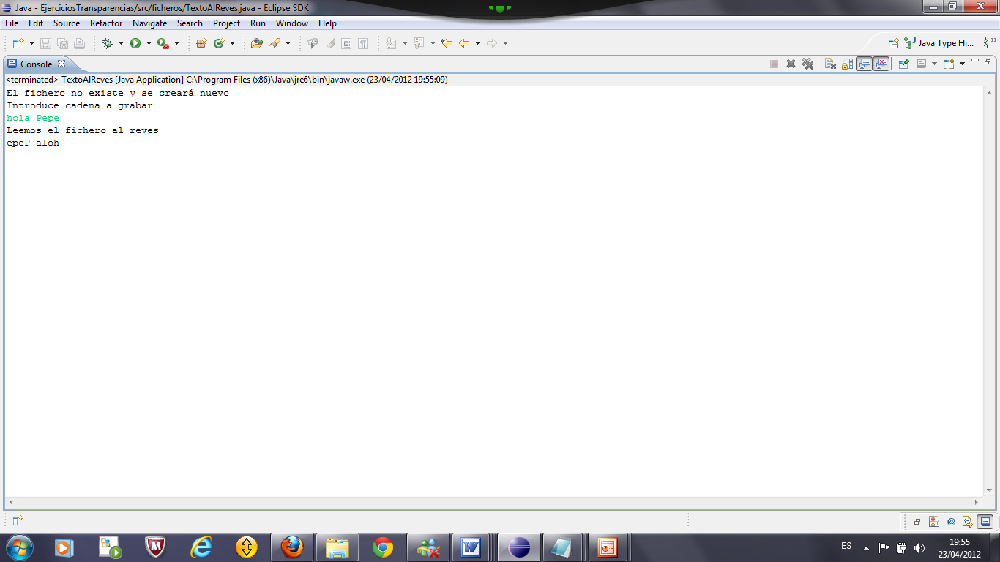 Java - EjerciciosTransparencias/src/ficheros/TextoAlReves.java - Eclipse SDK
File Edit Source Refactor Navigate Search Project Run Window Help
Java Type Hi...
Console
<terminated> TextoAlReves [Java Application] C:\Program Files (x86)\Java\jre6\bin\javaw.exe (23/04/2012 19:55:09)
El fichero no existe y se creará nuevo
Introduce cadena a grabar
hola Pepe
Leemos el fichero al reves
epeP aloh
ES
19:55
23/04/2012